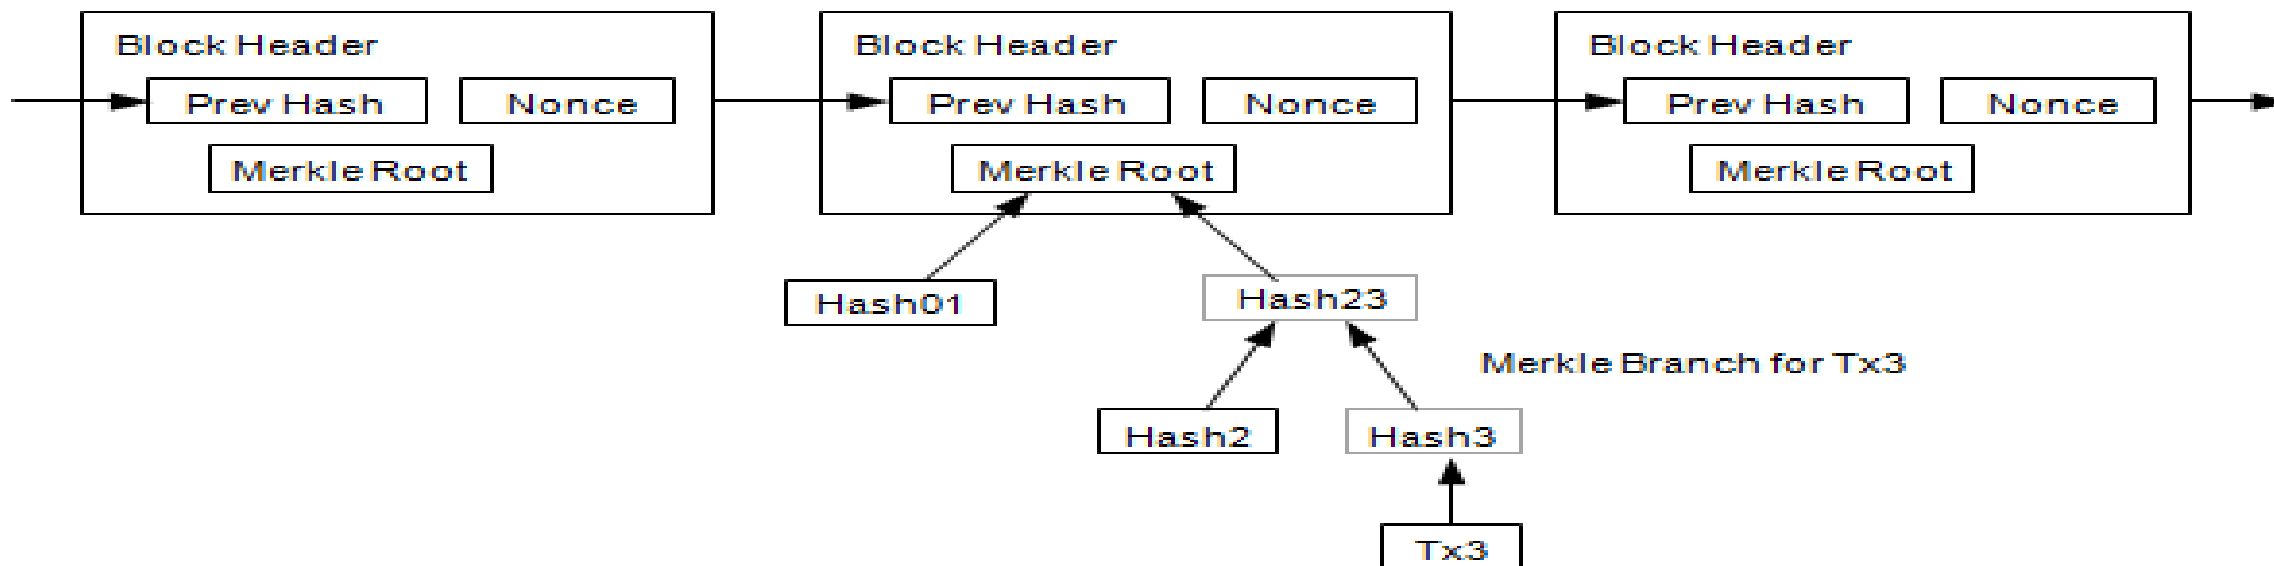 Block Header
Block Header
Block Header
Prev Hash
Nonce
Prev Hash
Nonce
Prev Hash
Nonce
Merkle Root
Merkle Root
Merkle Root
Hash01
Hash23
Merkle Branch for Tx3
Hash2
Hash3
Tx3